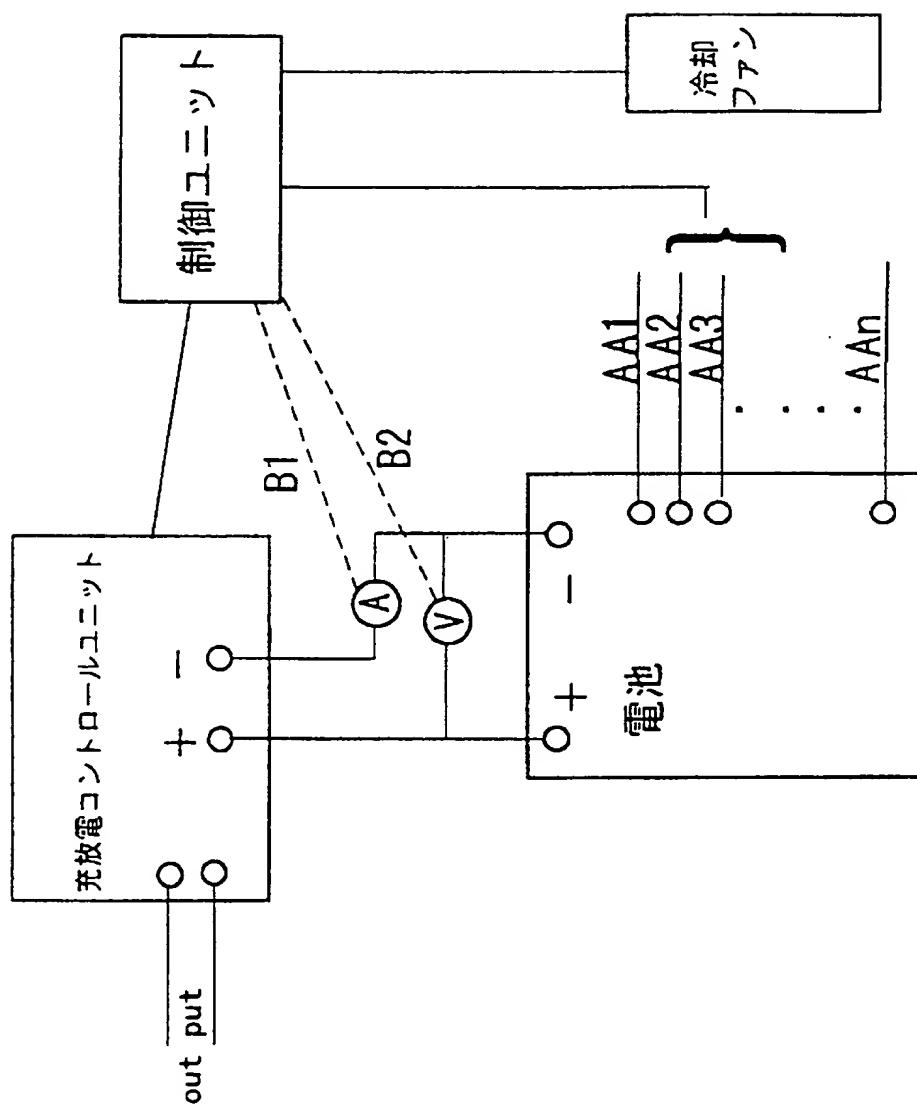 制御ユニット
冷却
ファン
充放電コントロールユニット
−
+
out put
B1
B2
A
V
AA1
AA2
AA3
AAn
+
−
電池